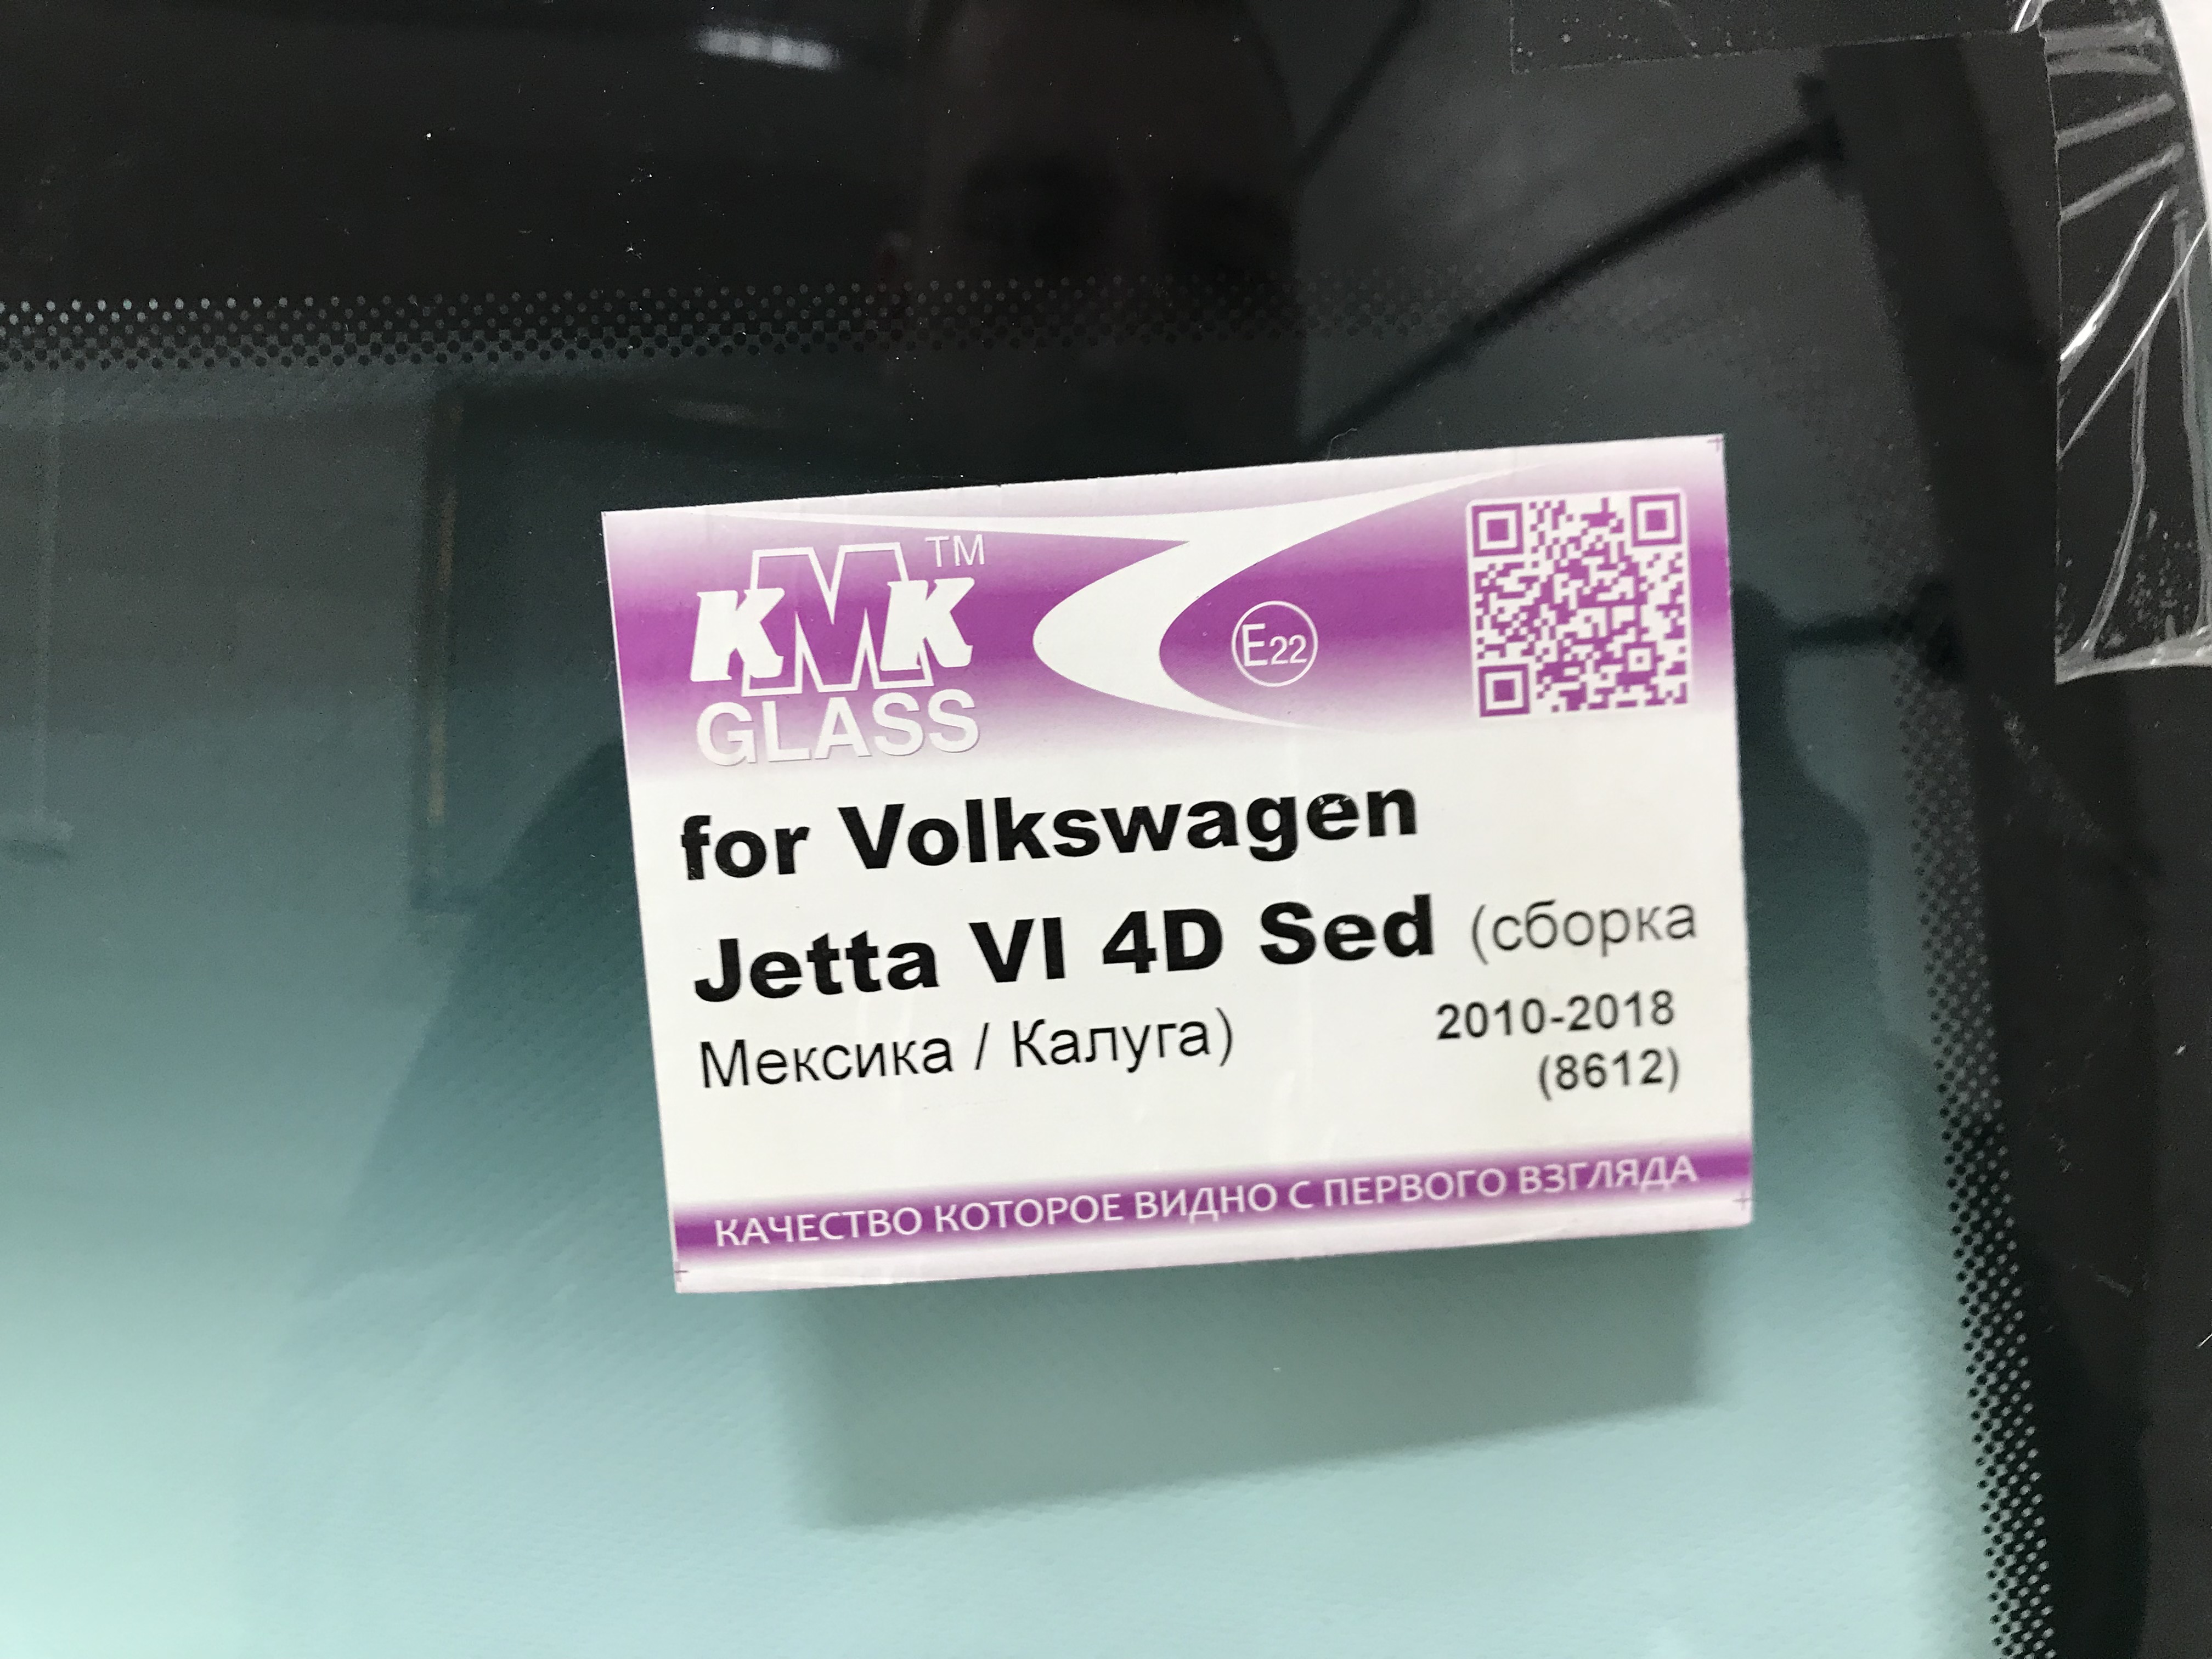 KMK™
GLASS
E22
for Volkswagen
Jetta VI 4D Sed (сборка
Мексика / Калуга)
2010-2018
(8612)
КАЧЕСТВО КОТОРОЕ ВИДНО С ПЕРВОГО ВЗГЛЯДА